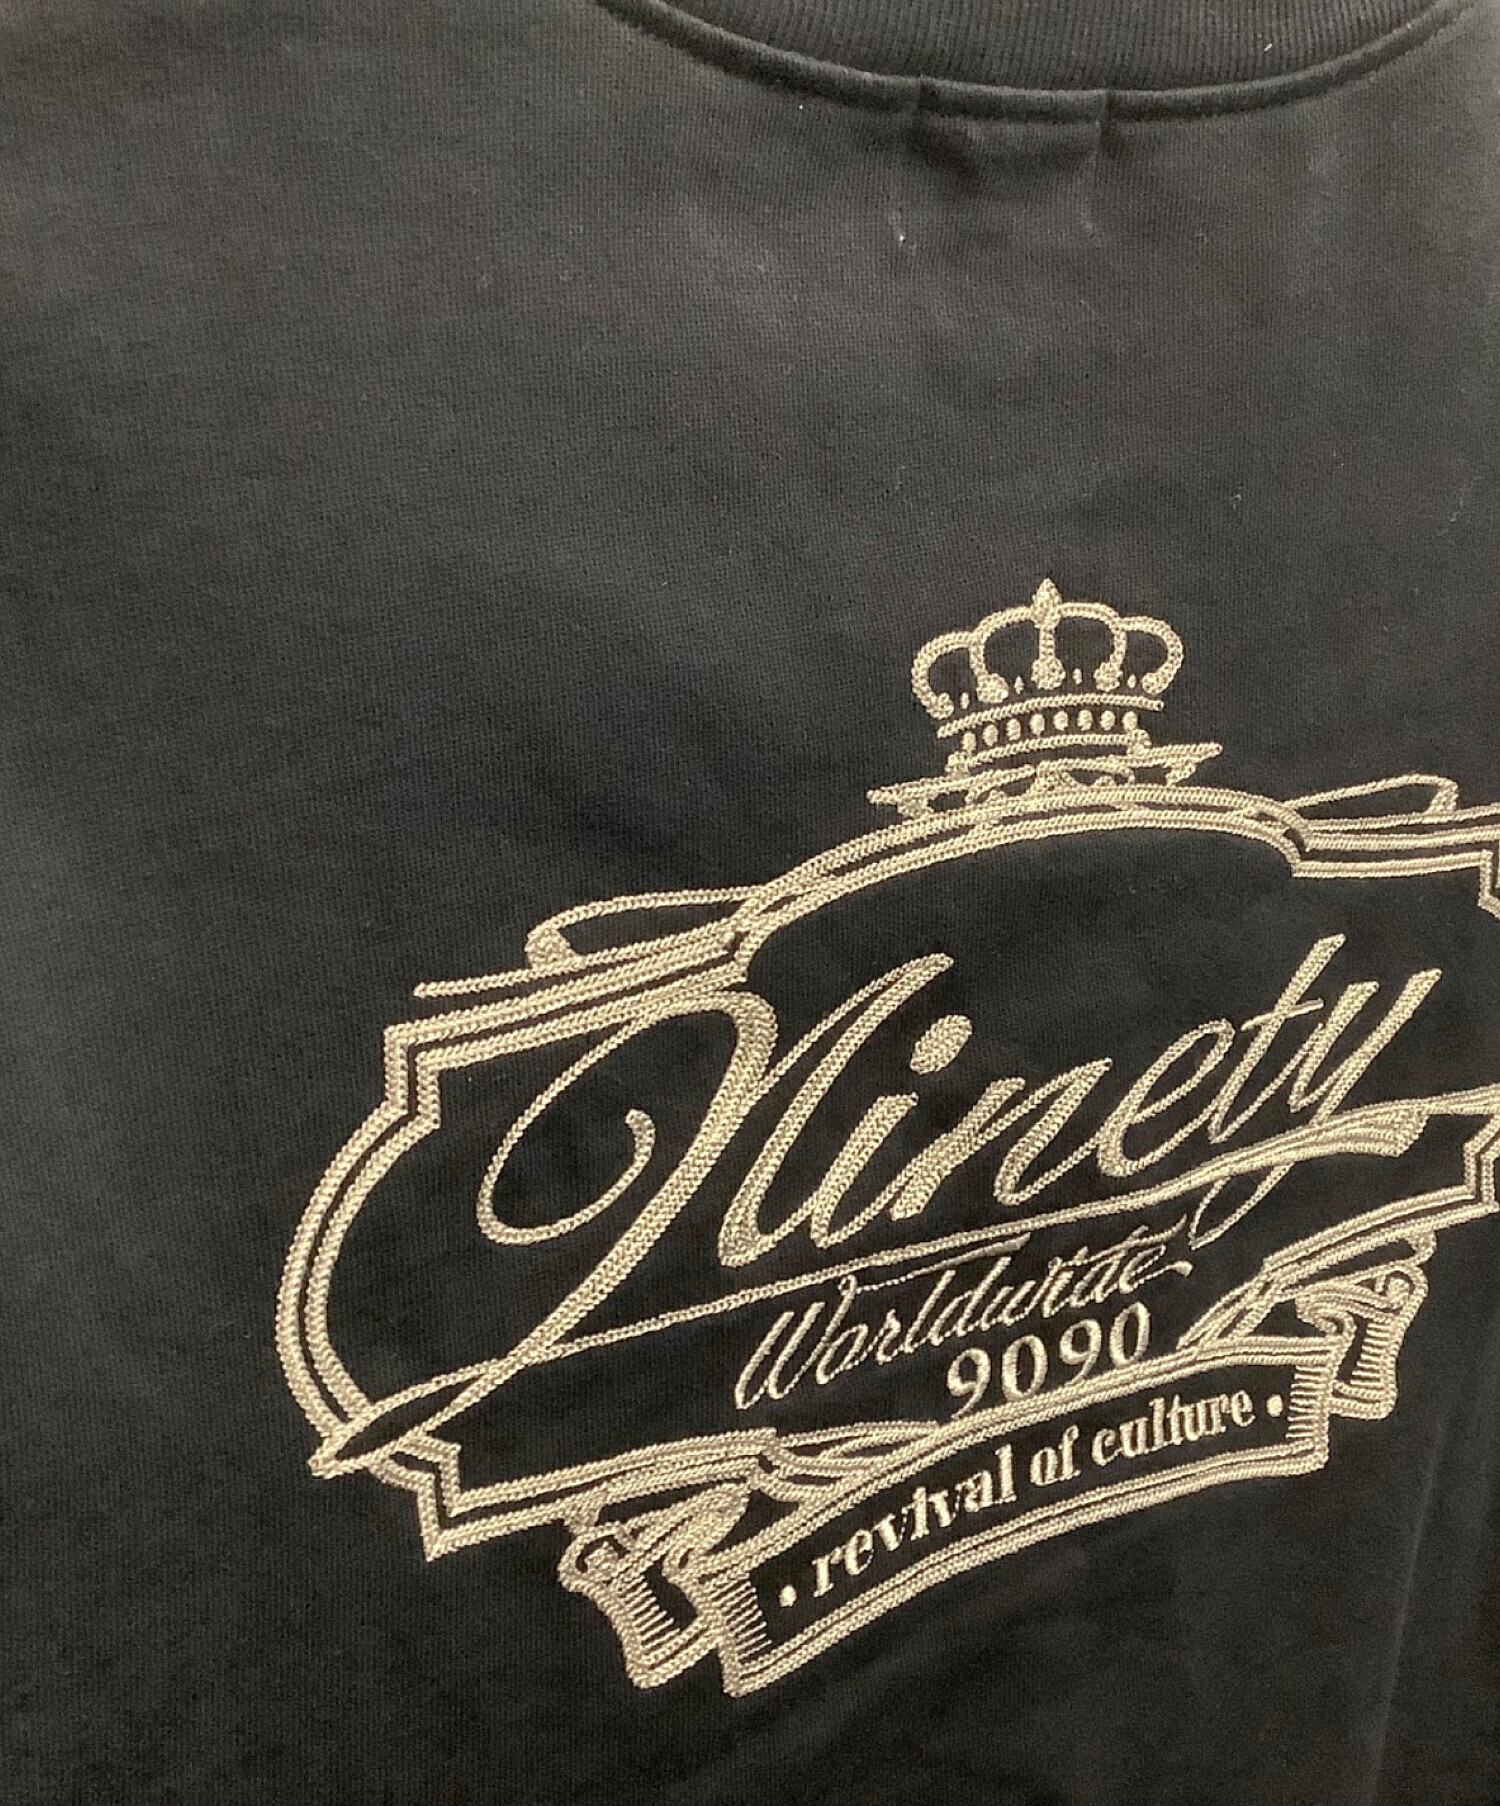 Ninety
Worldwide
9090
• revival of culture •